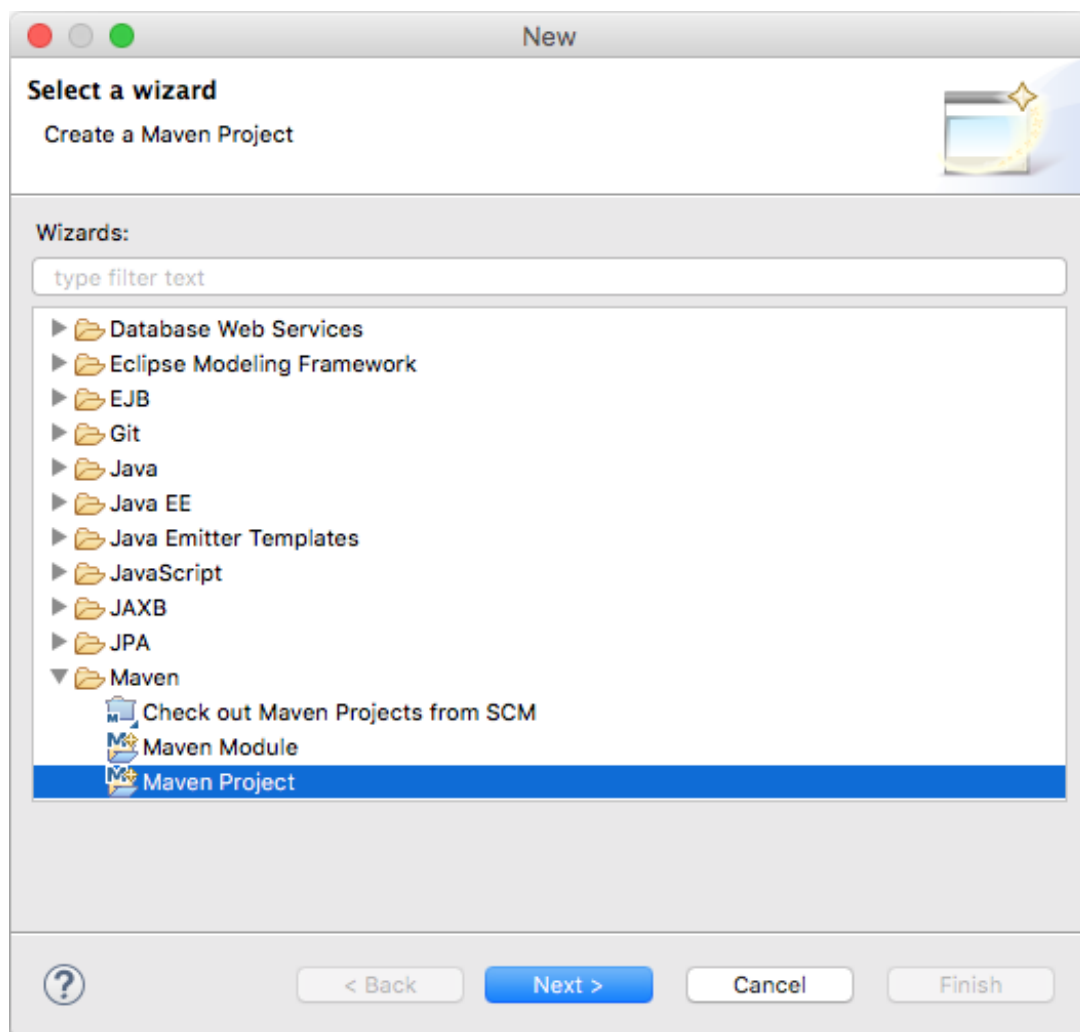 New
Select a wizard
Create a Maven Project
Wizards:
type filter text
Database Web Services
Eclipse Modeling Framework
EJB
Git
Java
Java EE
Java Emitter Templates
JavaScript
JAXB
JPA
Maven
Check out Maven Projects from SCM
Maven Module
Maven Project
? < Back Next > Cancel Finish